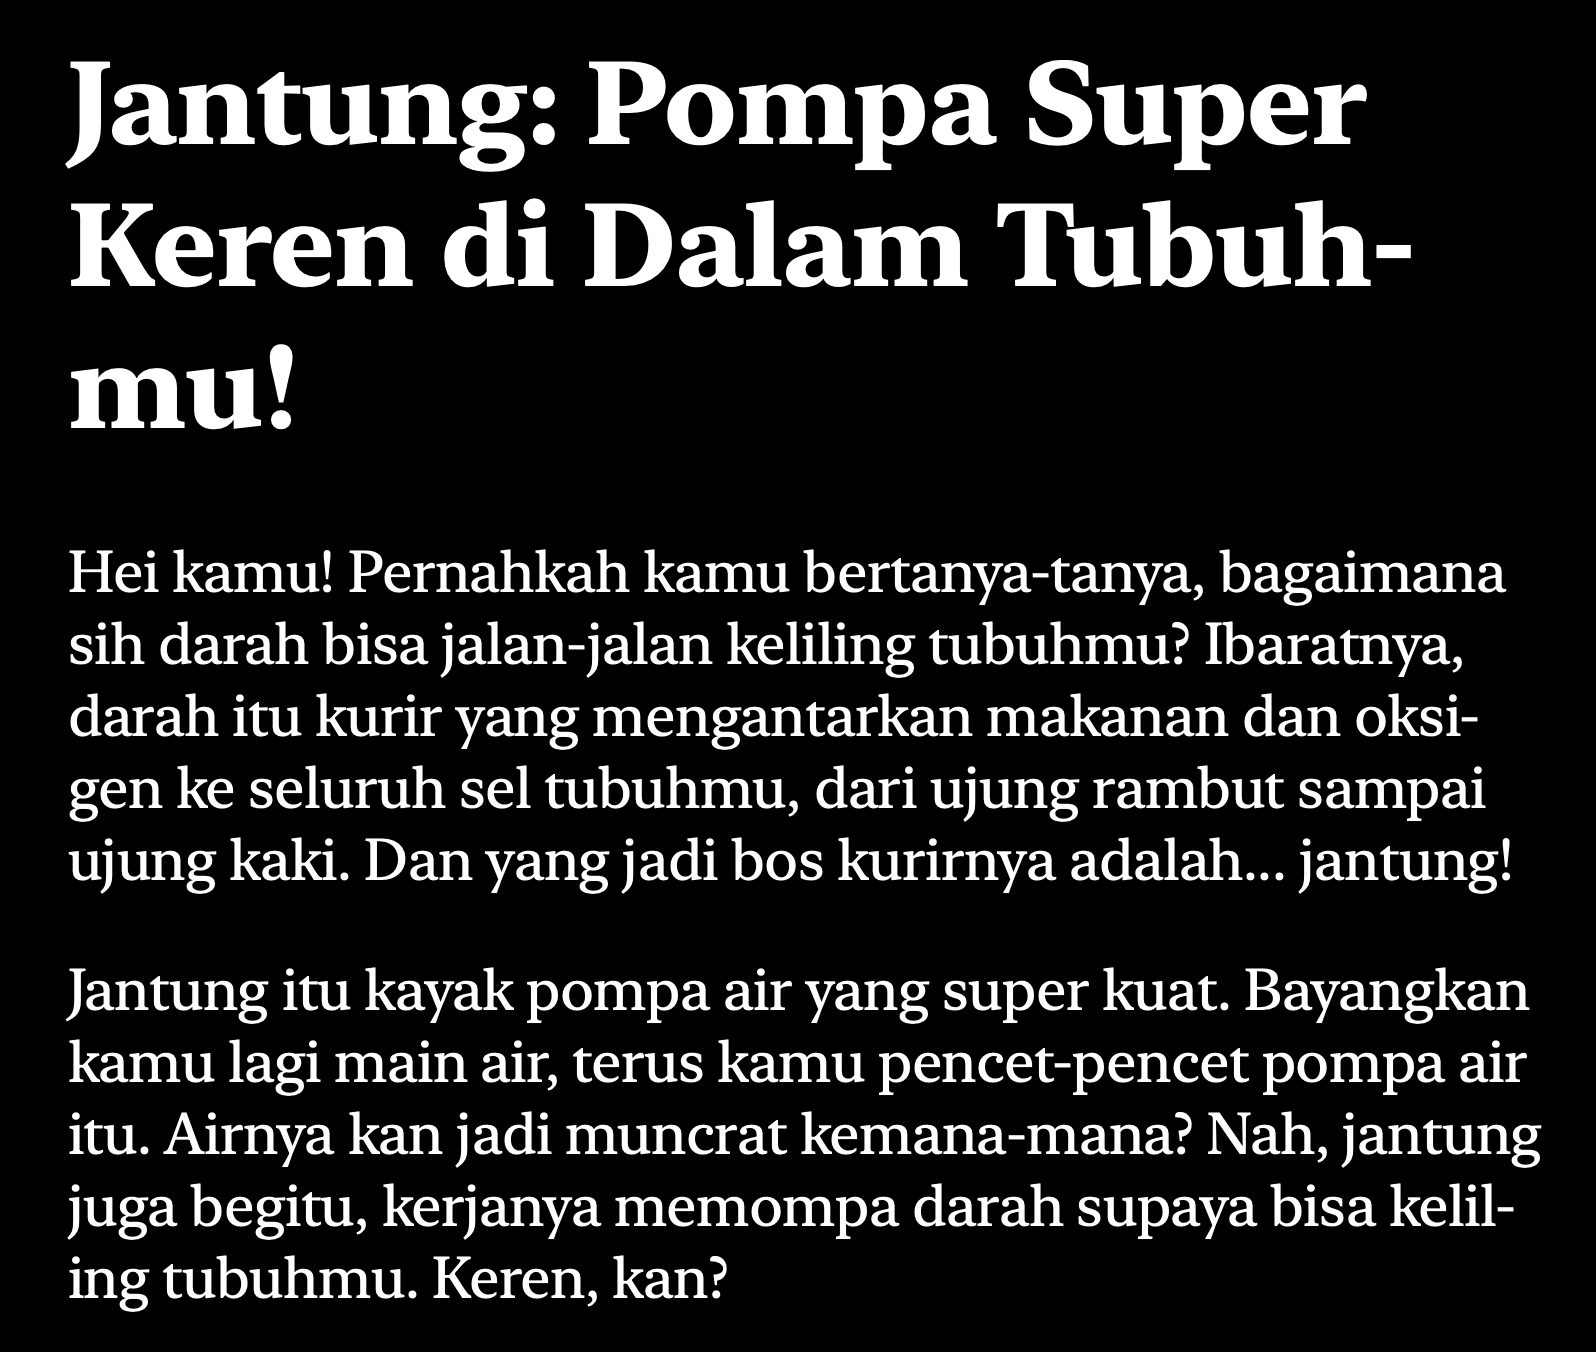 Jantung: Pompa Super
Keren di Dalam Tubuh-
mu!
Hei kamu! Pernahkah kamu bertanya-tanya, bagaimana
sih darah bisa jalan-jalan keliling tubuhmu? Ibaratnya,
darah itu kurir yang mengantarkan makanan dan oksi-
gen ke seluruh sel tubuhmu, dari ujung rambut sampai
ujung kaki. Dan yang jadi bos kurirnya adalah... jantung!
Jantung itu kayak pompa air yang super kuat. Bayangkan
kamu lagi main air, terus kamu pencet-pencet pompa air
itu. Airnya kan jadi muncrat kemana-mana? Nah, jantung
juga begitu, kerjanya memompa darah supaya bisa kelil-
ing tubuhmu. Keren, kan?